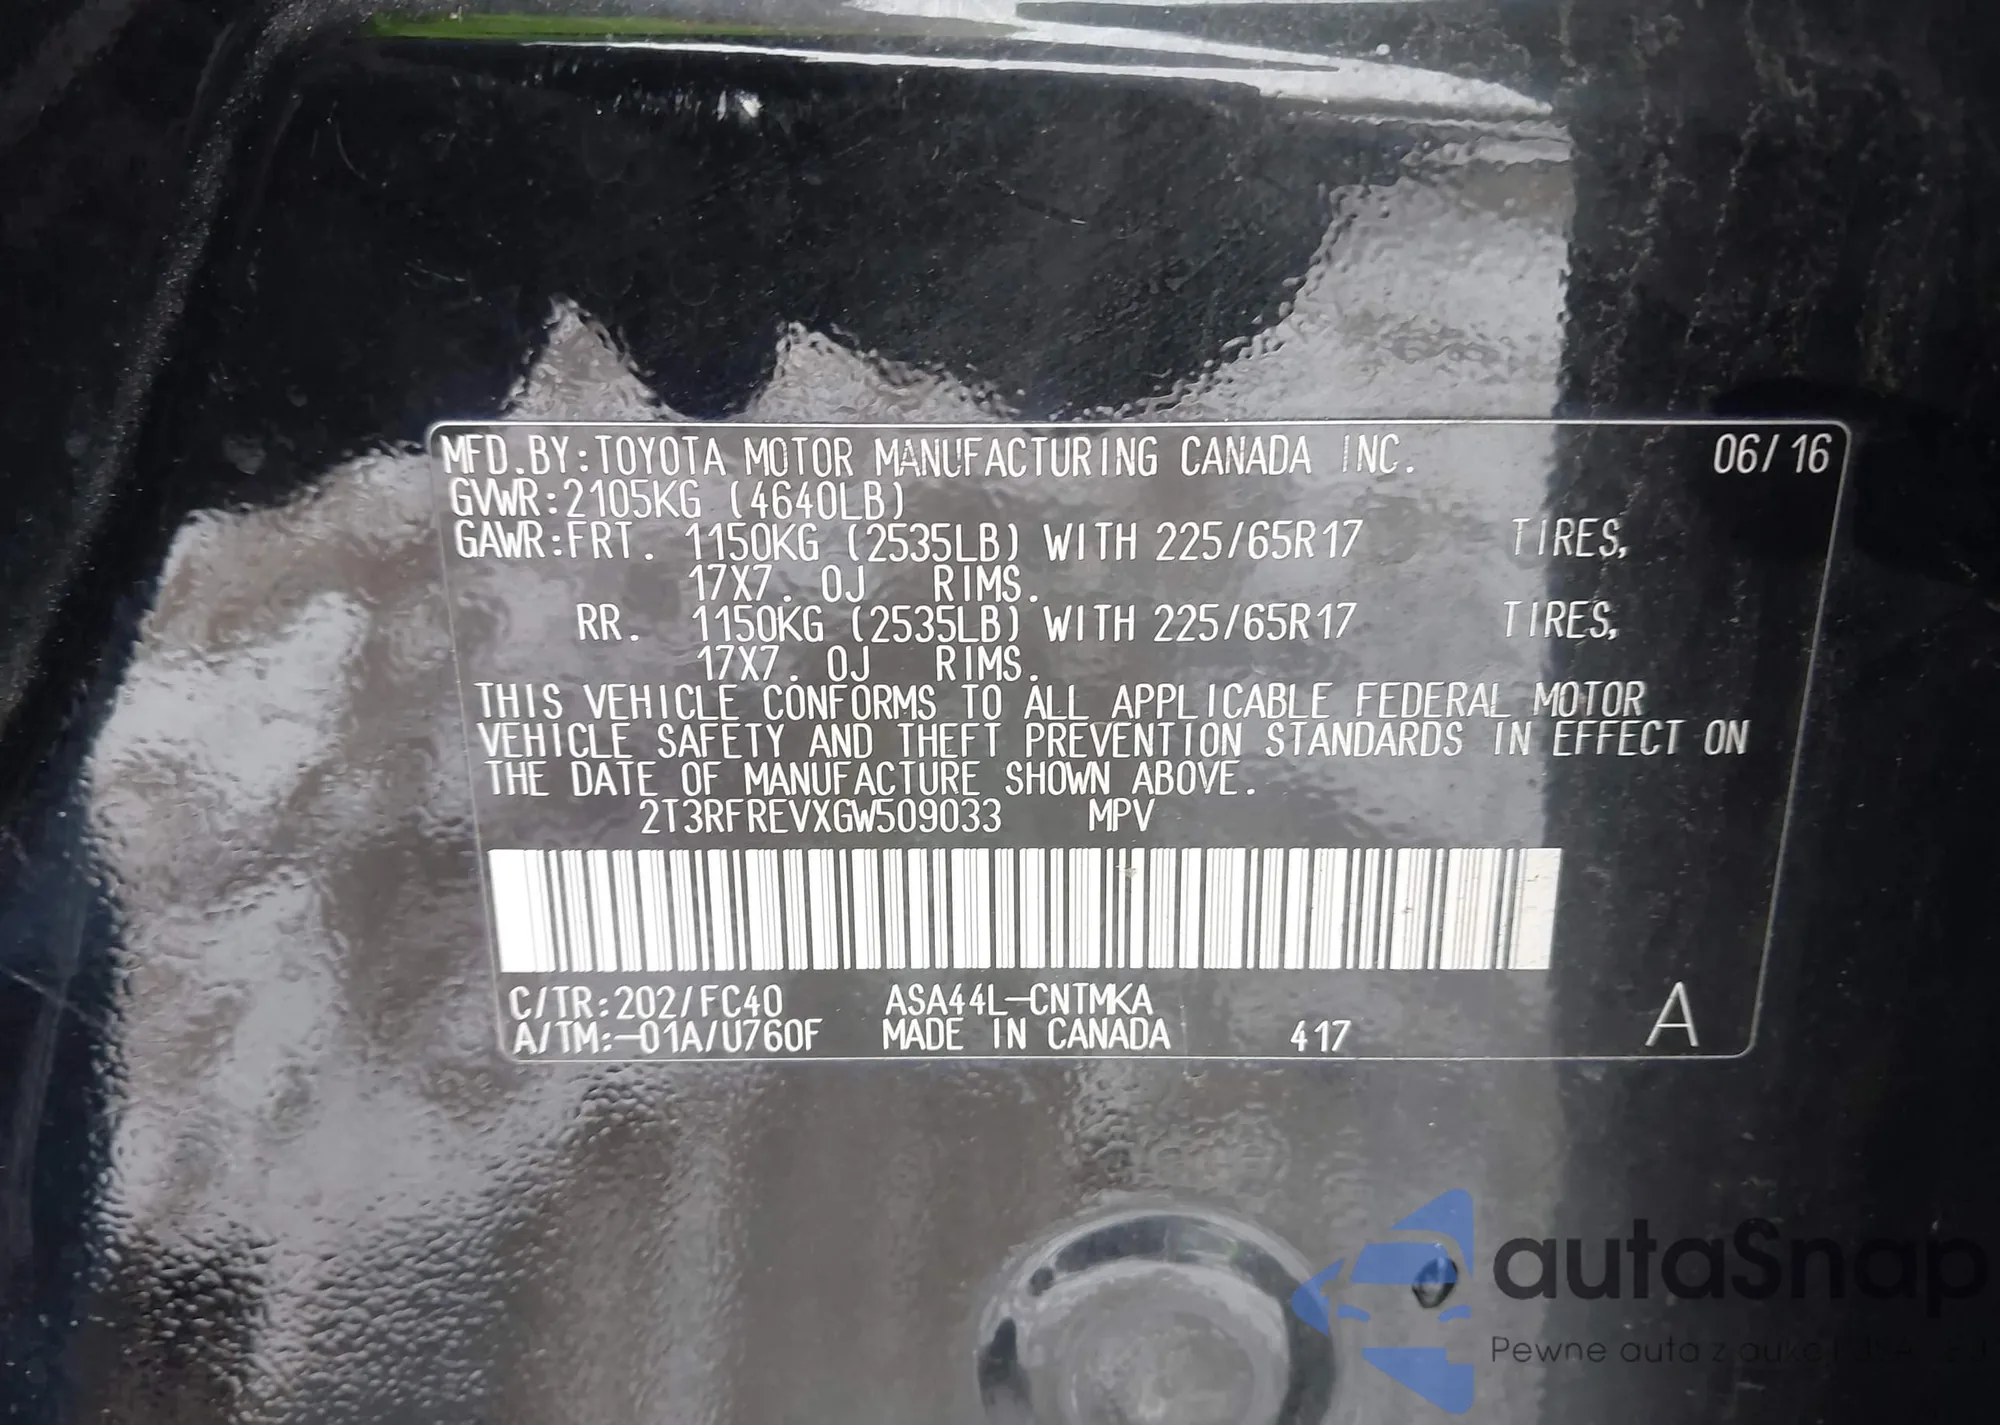 MFD.BY:TOYOTA MOTOR MANUFACTURING CANADA INC. 06/16
GVWR:2105KG (4640LB)
GAWR:FRT. 1150KG (2535LB) WITH 225/65R17 TIRES,
17X7. 0J RIMS.
RR. 1150KG (2535LB) WITH 225/65R17 TIRES,
17X7. 0J RIMS.
THIS VEHICLE CONFORMS TO ALL APPLICABLE FEDERAL MOTOR
VEHICLE SAFETY AND THEFT PREVENTION STANDARDS IN EFFECT ON
THE DATE OF MANUFACTURE SHOWN ABOVE.
2T3RFREVXGW509033 MPV
C/TR:202/FC40 ASA44L-CNTMKA
A/TM:-01A/U760F MADE IN CANADA 417 A
autaSnap
Pewne auta z